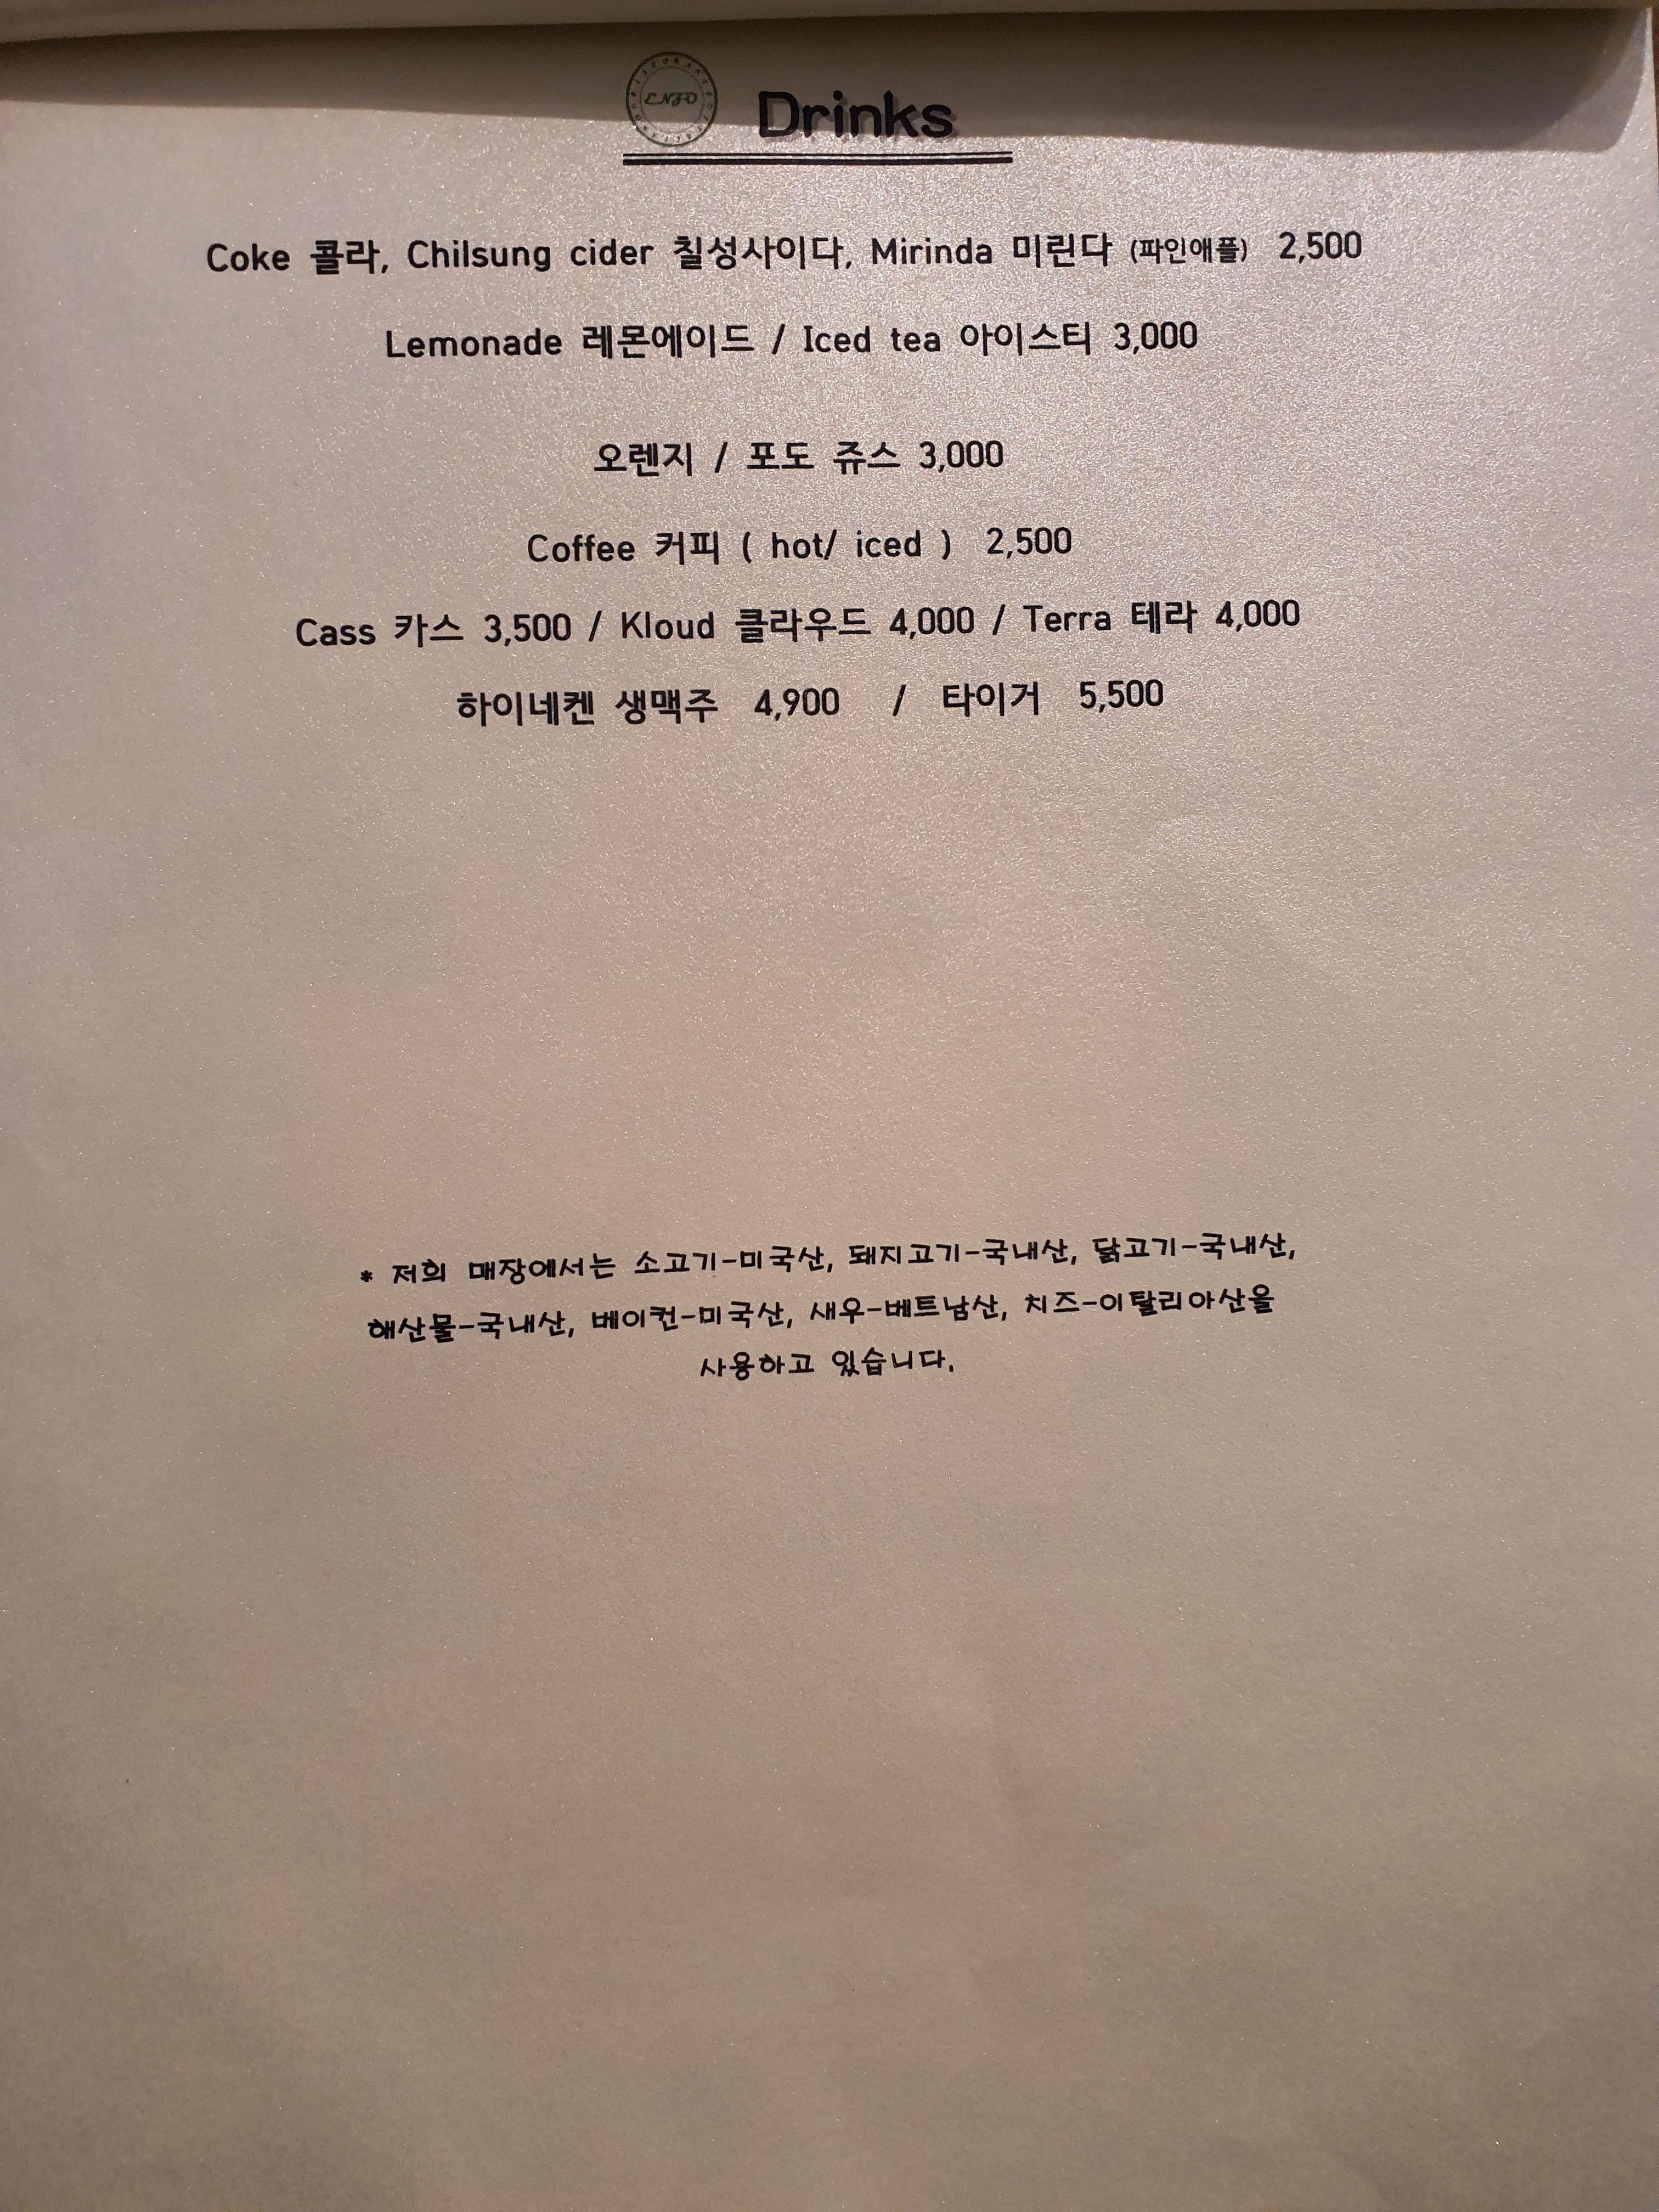 ENJO
Drinks
Coke 콜라, Chilsung cider 칠성사이다, Mirinda 미린다 (파인애플) 2,500
Lemonade 레몬에이드 / Iced tea 아이스티 3,000
오렌지 / 포도 쥬스 3,000
Coffee 커피 ( hot/ iced ) 2,500
Cass 카스 3,500 / Kloud 클라우드 4,000 / Terra 테라 4,000
하이네켄 생맥주 4,900 / 타이거 5,500
* 저희 매장에서는 소고기-미국산, 돼지고기-국내산, 닭고기-국내산,
해산물-국내산, 베이컨-미국산, 새우-베트남산, 치즈-이탈리아산을
사용하고 있습니다.